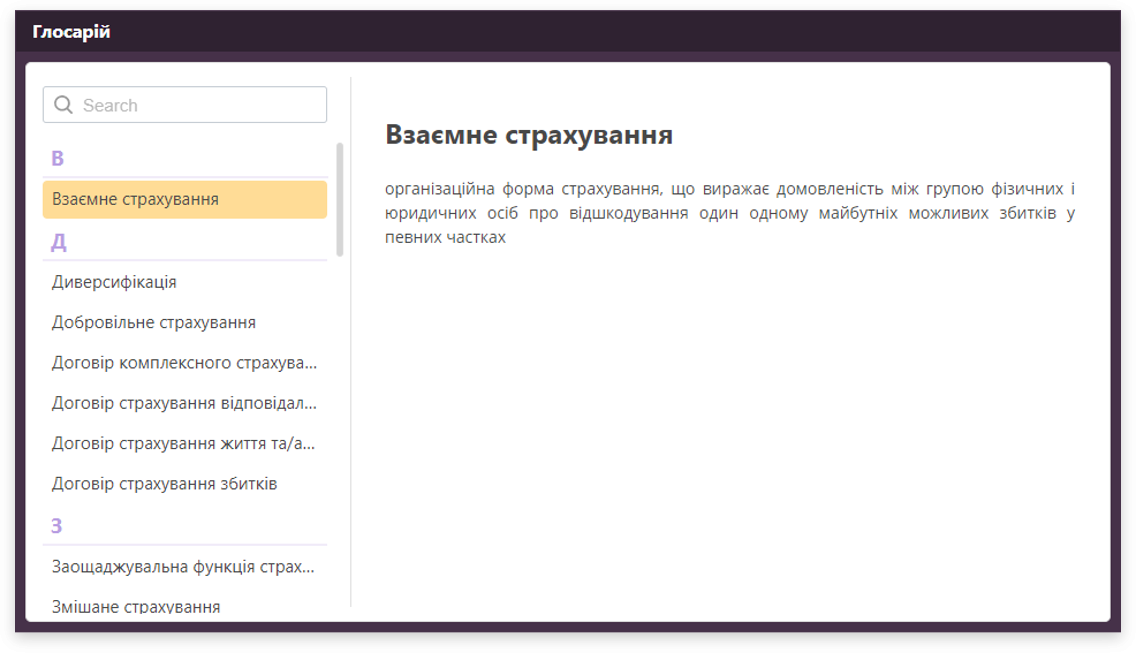 Глосарій
Search
В
Взаємне страхування
Д
Диверсифікація
Добровільне страхування
Договір комплексного страхува...
Договір страхування відповідал...
Договір страхування життя та/а...
Договір страхування збитків
З
Заощаджувальна функція страх...
Змішане страхування
Взаємне страхування
організаційна форма страхування, що виражає домовленість між групою фізичних і
юридичних осіб про відшкодування один одному майбутніх можливих збитків у
певних частках